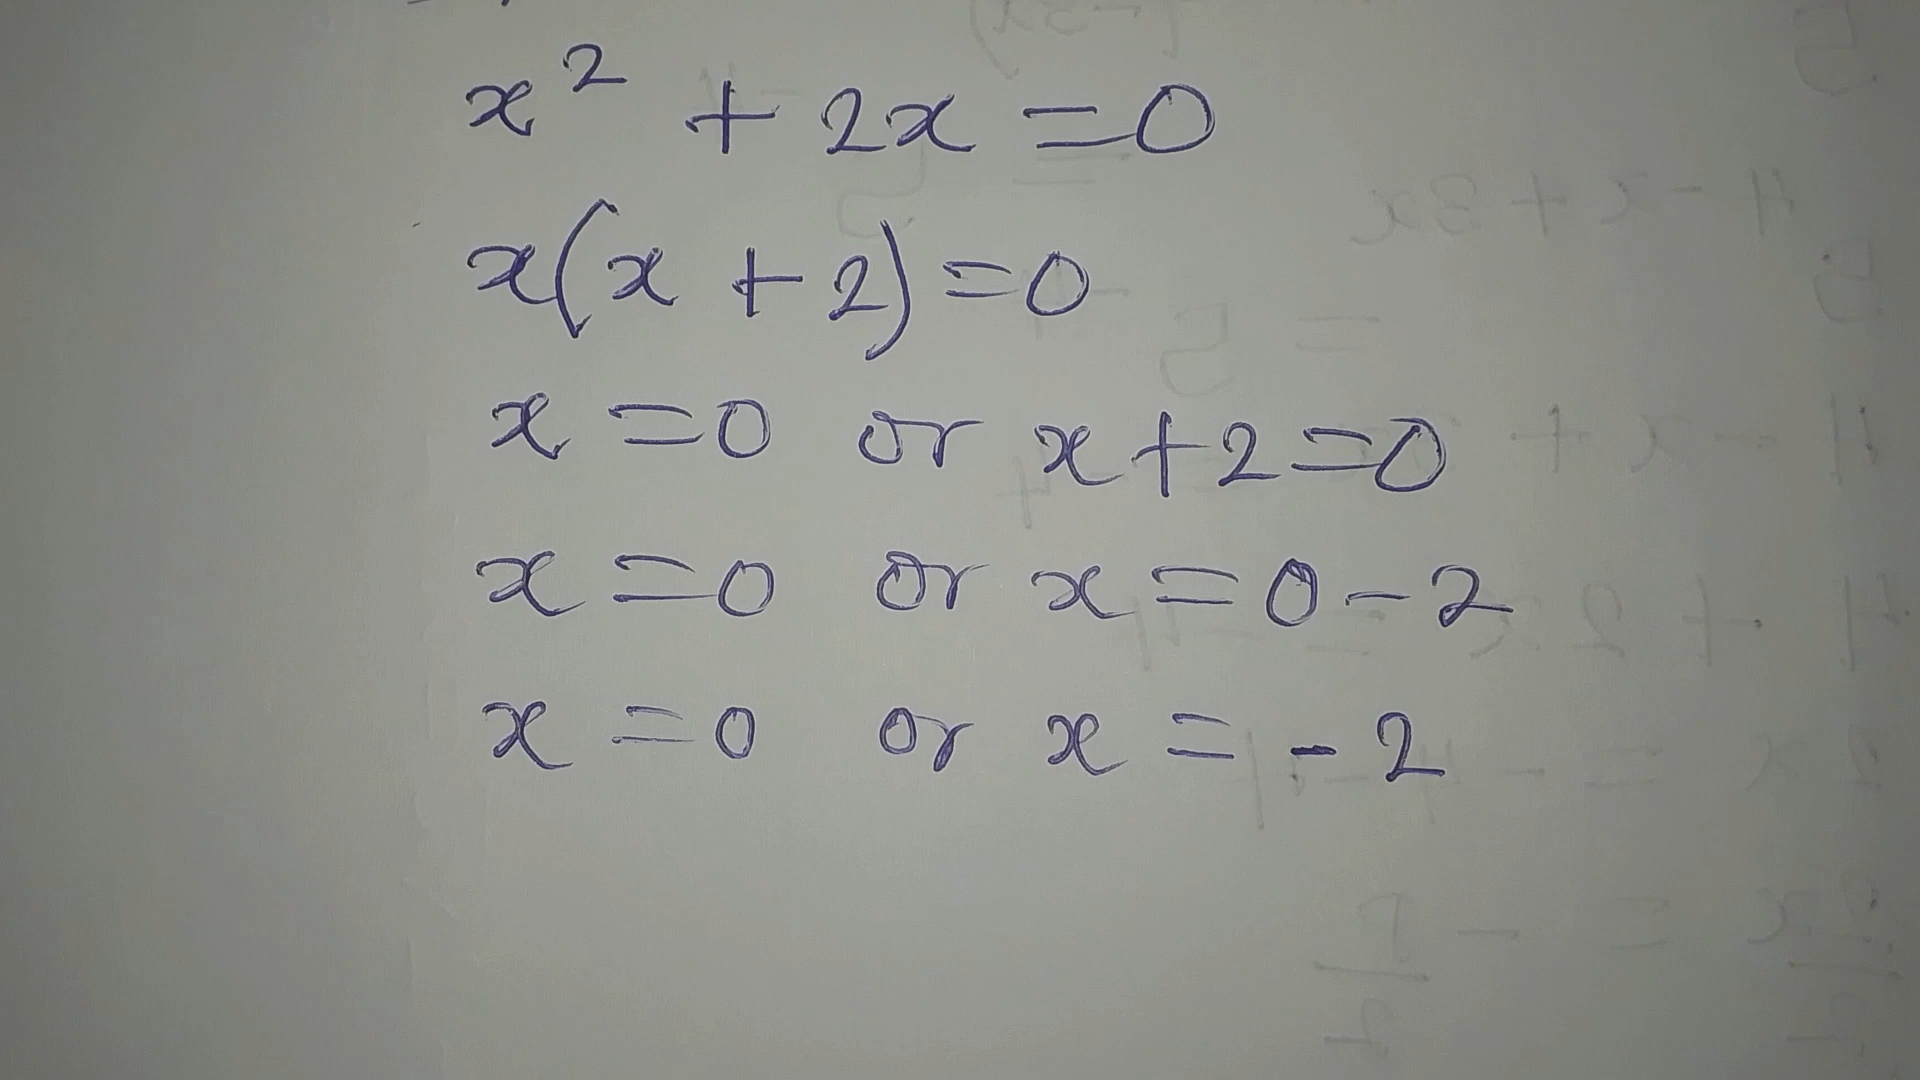 x² + 2x = 0
x(x + 2) = 0
x = 0 or x + 2 = 0
x = 0 or x = 0 - 2
x = 0 or x = - 2